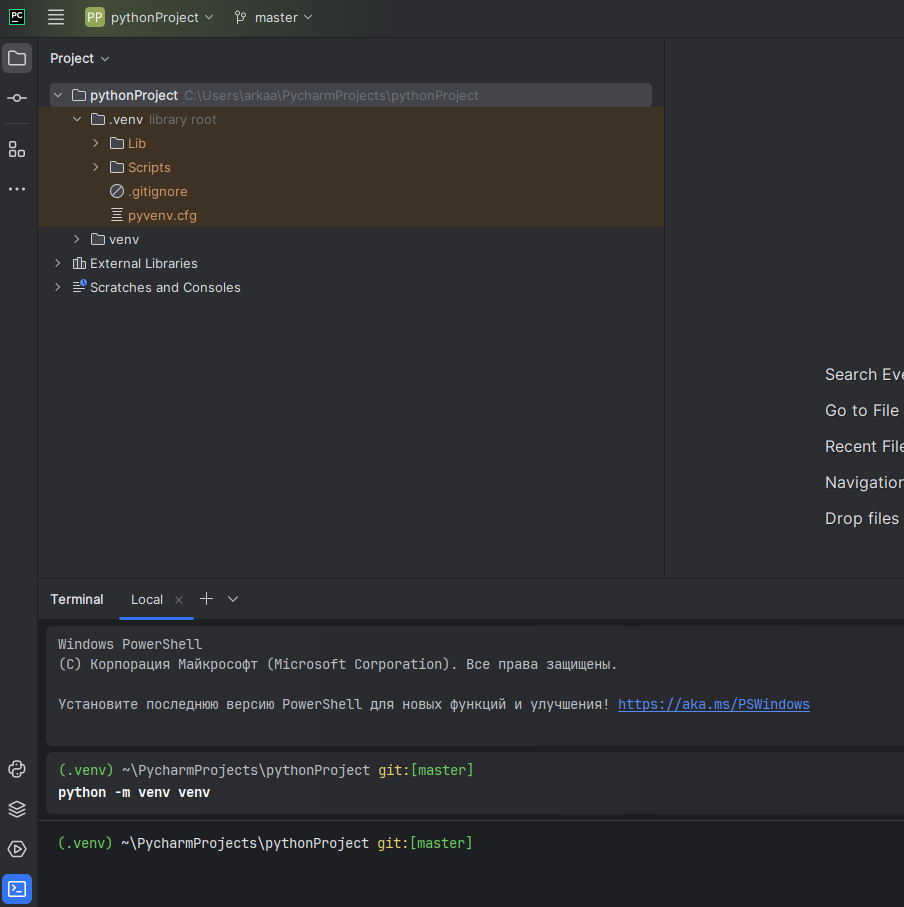 PC
PP pythonProject master
Project
pythonProject C:\Users\arkaa\PycharmProjects\pythonProject
.venv library root
Lib
Scripts
.gitignore
pyvenv.cfg
venv
External Libraries
Scratches and Consoles
Search Eve
Go to File
Recent File
Navigation
Drop files
Terminal Local
Windows PowerShell
(C) Корпорация Майкрософт (Microsoft Corporation). Все права защищены.
Установите последнюю версию PowerShell для новых функций и улучшения! https://aka.ms/PSWindows
(.venv) ~\PycharmProjects\pythonProject git:[master]
python -m venv venv
(.venv) ~\PycharmProjects\pythonProject git:[master]